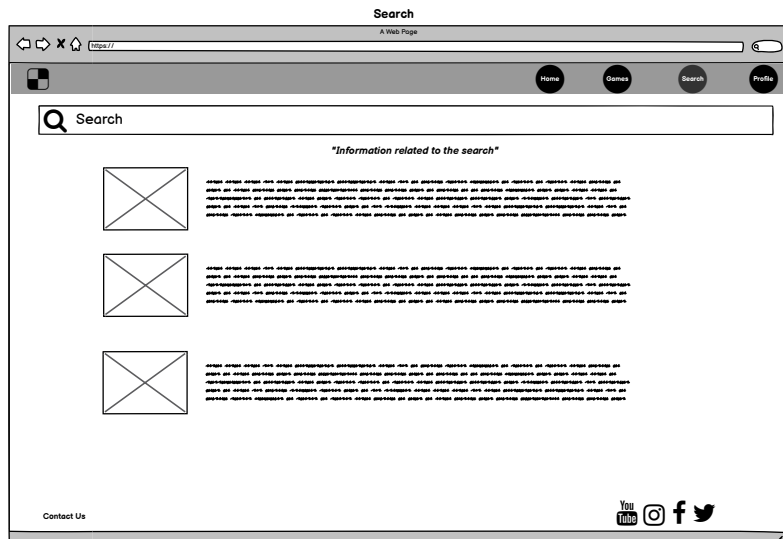 Search
A Web Page
https://
Home
Games
Search
Profile
Search
"Information related to the search"
Contact Us
You
Tube